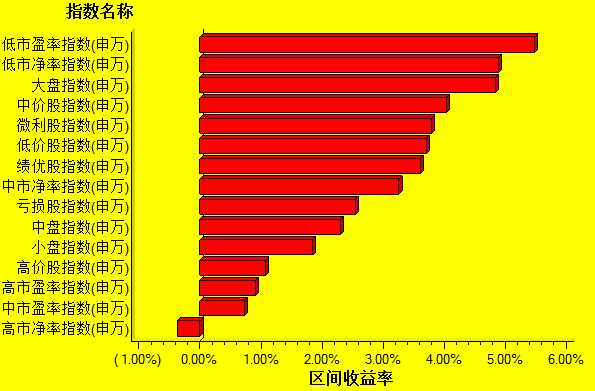 指数名称
低市盈率指数(申万)
低市净率指数(申万)
大盘指数(申万)
中价股指数(申万)
微利股指数(申万)
低价股指数(申万)
绩优股指数(申万)
中市净率指数(申万)
亏损股指数(申万)
中盘指数(申万)
小盘指数(申万)
高价股指数(申万)
高市盈率指数(申万)
中市盈率指数(申万)
高市净率指数(申万)
(1.00%) 0.00% 1.00% 2.00% 3.00% 4.00% 5.00% 6.00%
区间收益率